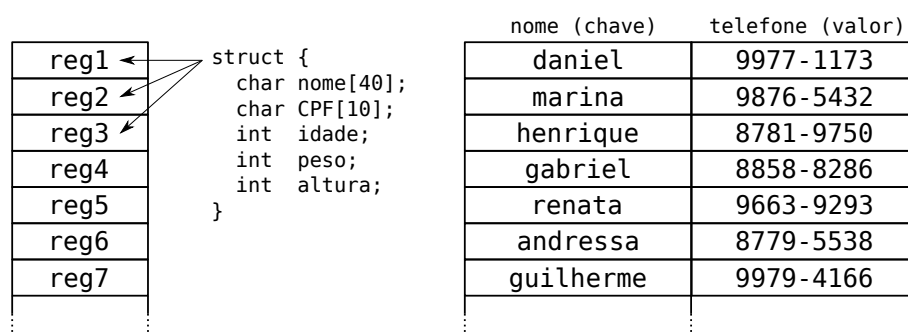 reg1
reg2
reg3
reg4
reg5
reg6
reg7
struct {
char nome[40];
char CPF[10];
int idade;
int peso;
int altura;
}
nome (chave) telefone (valor)
daniel 9977-1173
marina 9876-5432
henrique 8781-9750
gabriel 8858-8286
renata 9663-9293
andressa 8779-5538
guilherme 9979-4166